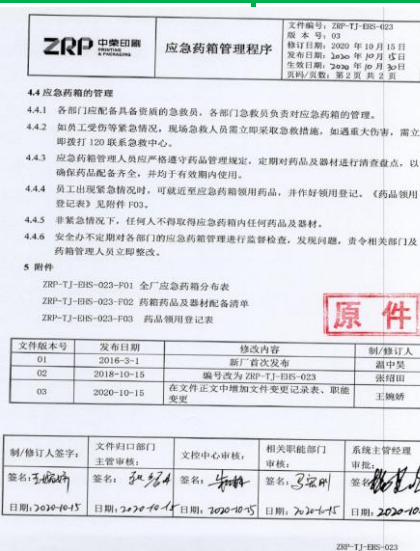 ZRP 中荣印刷
PRINTING & PACKAGING
应急药箱管理程序
文件编号：ZRP-TJ-EHS-023
版 本 号：03
修订日期：2020 年 10 月 15 日
发布日期：2020 年 10 月 15 日
生效日期：2020 年 10 月 30 日
页码/页数：第 2 页 共 2 页
4.4 应急药箱的管理
4.4.1 各部门应配备具备资质的急救员，各部门急救员负责对应急药箱的管理。
4.4.2 如员工受伤等紧急情况，现场急救人员需立即采取急救措施，如遇重大伤害，需立
即拨打 120 联系急救中心。
4.4.3 应急药箱管理人员应严格遵守药品管理规定，定期对药品及器材进行清查盘点，以
确保药品配备齐全，并均于有效期内使用。
4.4.4 员工出现紧急情况时，可就近至应急药箱领用药品，并作好领用登记。《药品领用
登记表》见附件 F03。
4.4.5 非紧急情况下，任何人不得取得应急药箱内任何药品及器材。
4.4.6 安全办不定期对各部门的应急药箱管理进行监督检查，发现问题，责令相关部门及
药箱管理人员立即整改。
5 附件
ZRP-TJ-EHS-023-F01 全厂应急药箱分布表
ZRP-TJ-EHS-023-F02 药箱药品及器材配备清单
ZRP-TJ-EHS-023-F03 药品领用登记表
原 件
文件版本号 发布日期 修改内容 制/修订人
01 2016-3-1 新厂首次发布 温中昊
02 2018-10-15 编号改为 ZRP-TJ-EHS-023 张绍田
03 2020-10-15 在文件正文中增加文件变更记录表、职能
变更 王婉娇
制/修订人签字： 文件归口部门
主管审核： 文控中心审核： 相关职能部门
审核： 系统主管经理
审批：
签名：王婉娇 签名： 签名： 签名： 签名
日期：2020-10-15 日期：2020-10-15 日期：2020-10-15 日期： 日期：2020-10
ZRP-TJ-EHS-023